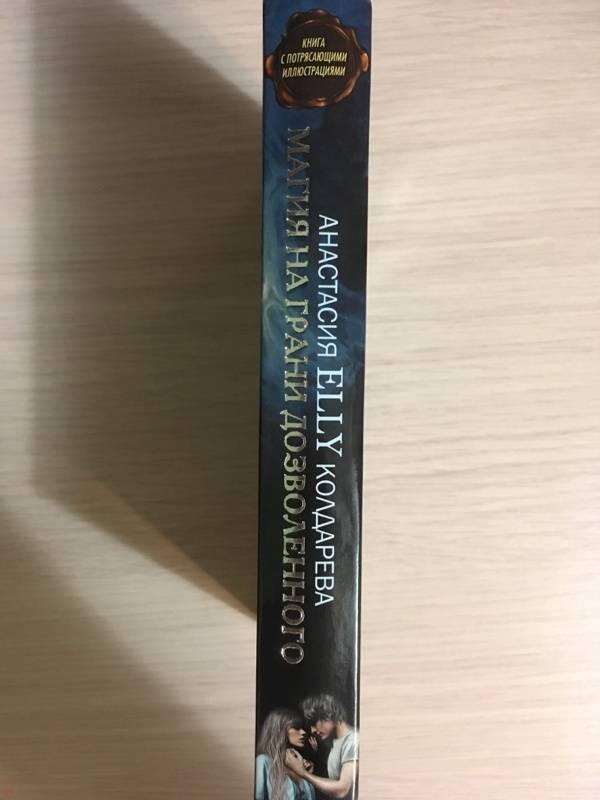 КНИГА
С ПОТРЯСАЮЩИМИ
ИЛЛЮСТРАЦИЯМИ
АНАСТАСИЯ ELLY КОЛДАРЕВА
МАГИЯ НА ГРАНИ ДОЗВОЛЕННОГО